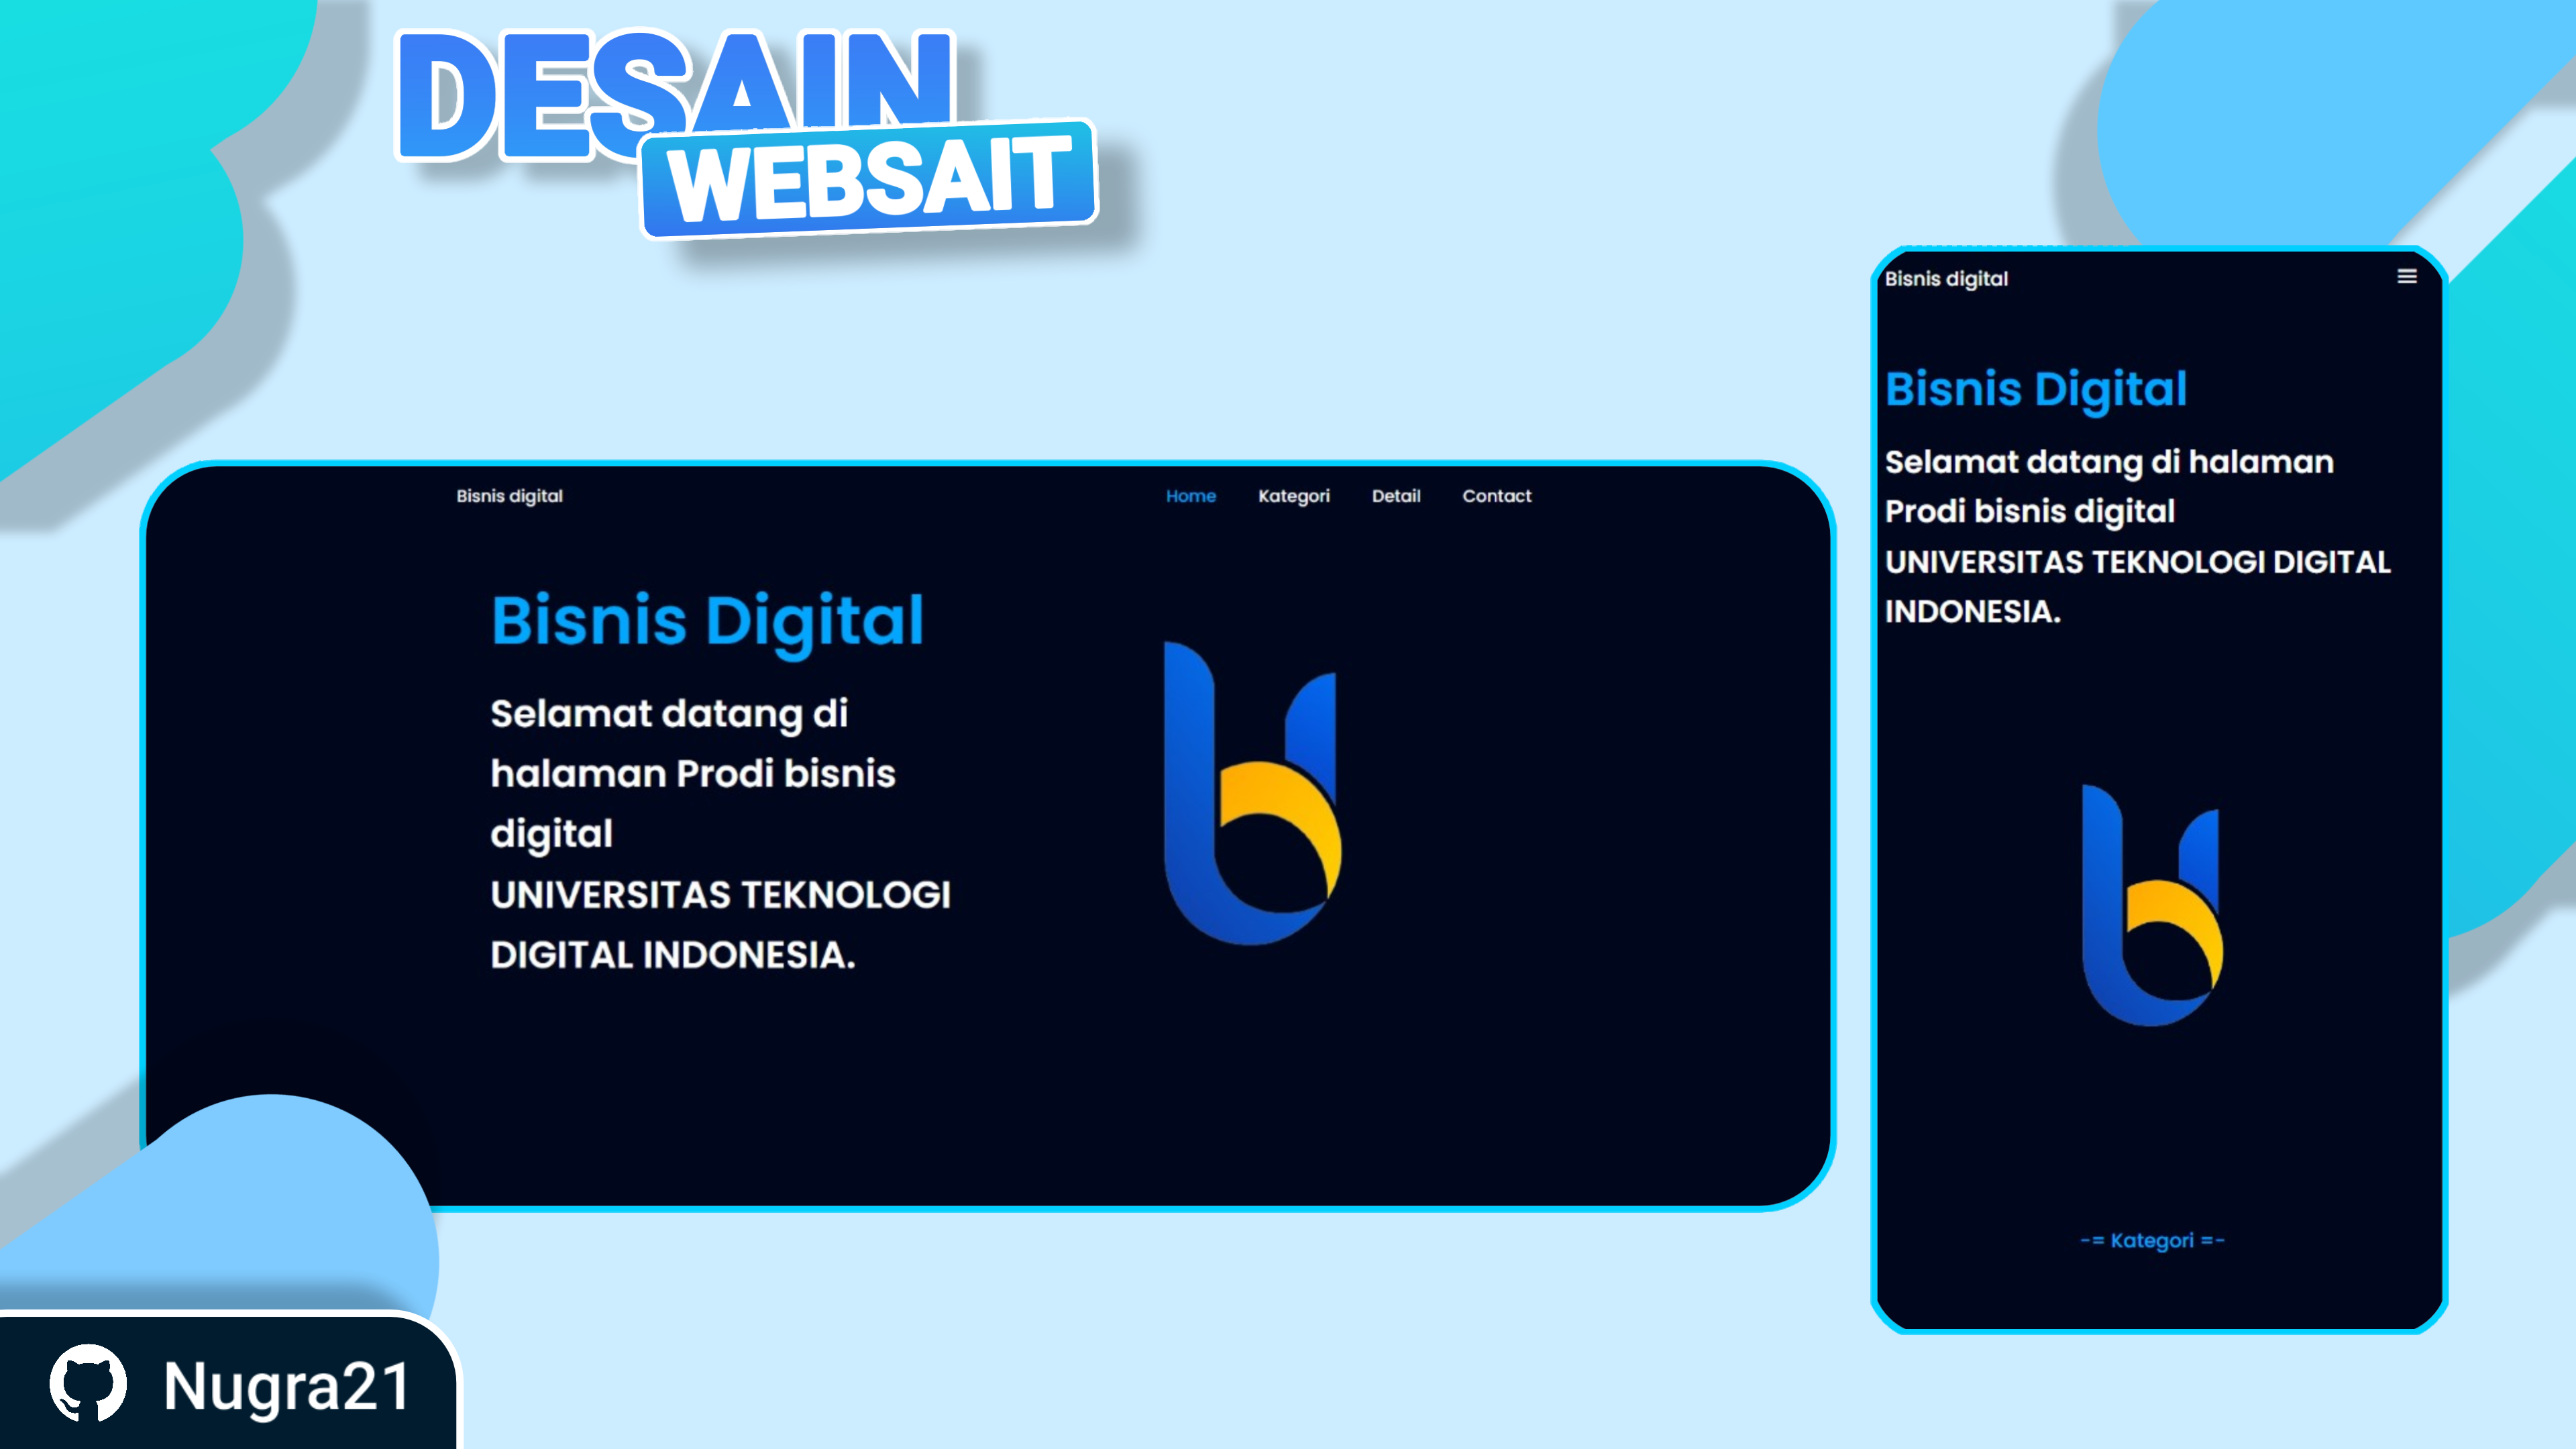 DESAIN
WEBSAIT
Bisnis digital
Home Kategori Detail Contact
Bisnis Digital
Selamat datang di
halaman Prodi bisnis
digital
UNIVERSITAS TEKNOLOGI
DIGITAL INDONESIA.
Bisnis digital
Bisnis Digital
Selamat datang di halaman
Prodi bisnis digital
UNIVERSITAS TEKNOLOGI DIGITAL
INDONESIA.
-= Kategori =-
Nugra21